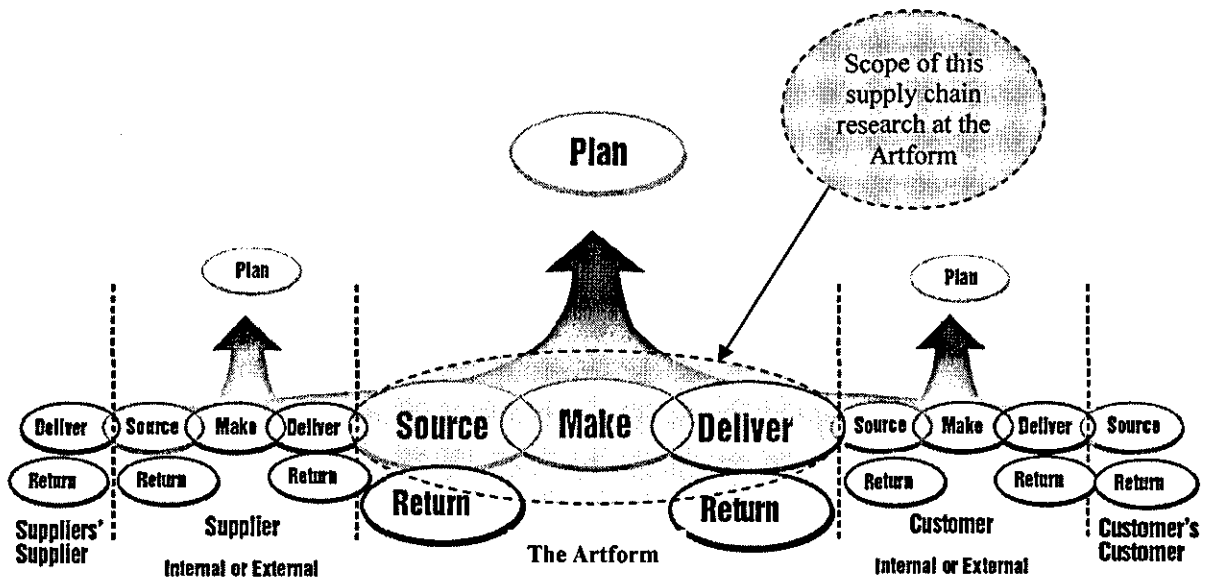 Scope of this
supply chain
research at the
Artform
Plan
Plan
Plan
Deliver
Source
Make
Deliver
Source
Make
Deliver
Source
Make
Deliver
Source
Return
Return
Return
Return
Return
Return
Return
Return
Suppliers'
Supplier
Supplier
Internal or External
The Artform
Customer
Internal or External
Customer's
Customer